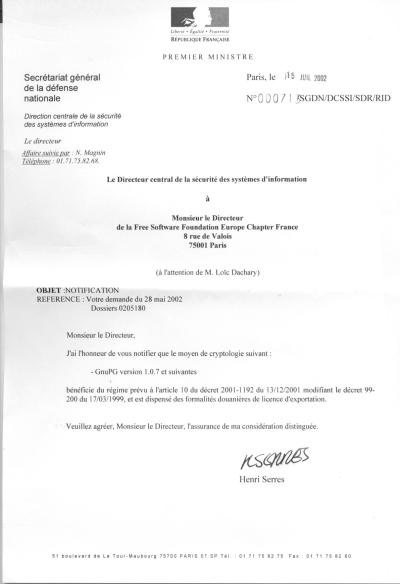 Liberté • Égalité • Fraternité
RÉPUBLIQUE FRANÇAISE
PREMIER MINISTRE
Secrétariat général
de la défense
nationale
Paris, le 15 JUIL 2002
N° 000713/SGDN/DCSSI/SDR/RID
Direction centrale de la sécurité
des systèmes d'information
Le directeur
Affaire suivie par : N. Magnin
Téléphone : 01.71.75.82.68.
Le Directeur central de la sécurité des systèmes d'information
à
Monsieur le Directeur
de la Free Software Foundation Europe Chapter France
8 rue de Valois
75001 Paris
(à l'attention de M. Loïc Dachary)
OBJET :NOTIFICATION
REFERENCE : Votre demande du 28 mai 2002
Dossiers 0205180
Monsieur le Directeur,
J'ai l'honneur de vous notifier que le moyen de cryptologie suivant :
- GnuPG version 1.0.7 et suivantes
bénéficie du régime prévu à l'article 10 du décret 2001-1192 du 13/12/2001 modifiant le décret 99-
200 du 17/03/1999, et est dispensé des formalités douanières de licence d'exportation.
Veuillez agréer, Monsieur le Directeur, l'assurance de ma considération distinguée.
Henri Serres
51 boulevard de La Tour-Maubourg 75700 PARIS 07 SP Tél. : 01 71 75 82 75 Fax : 01 71 75 82 60